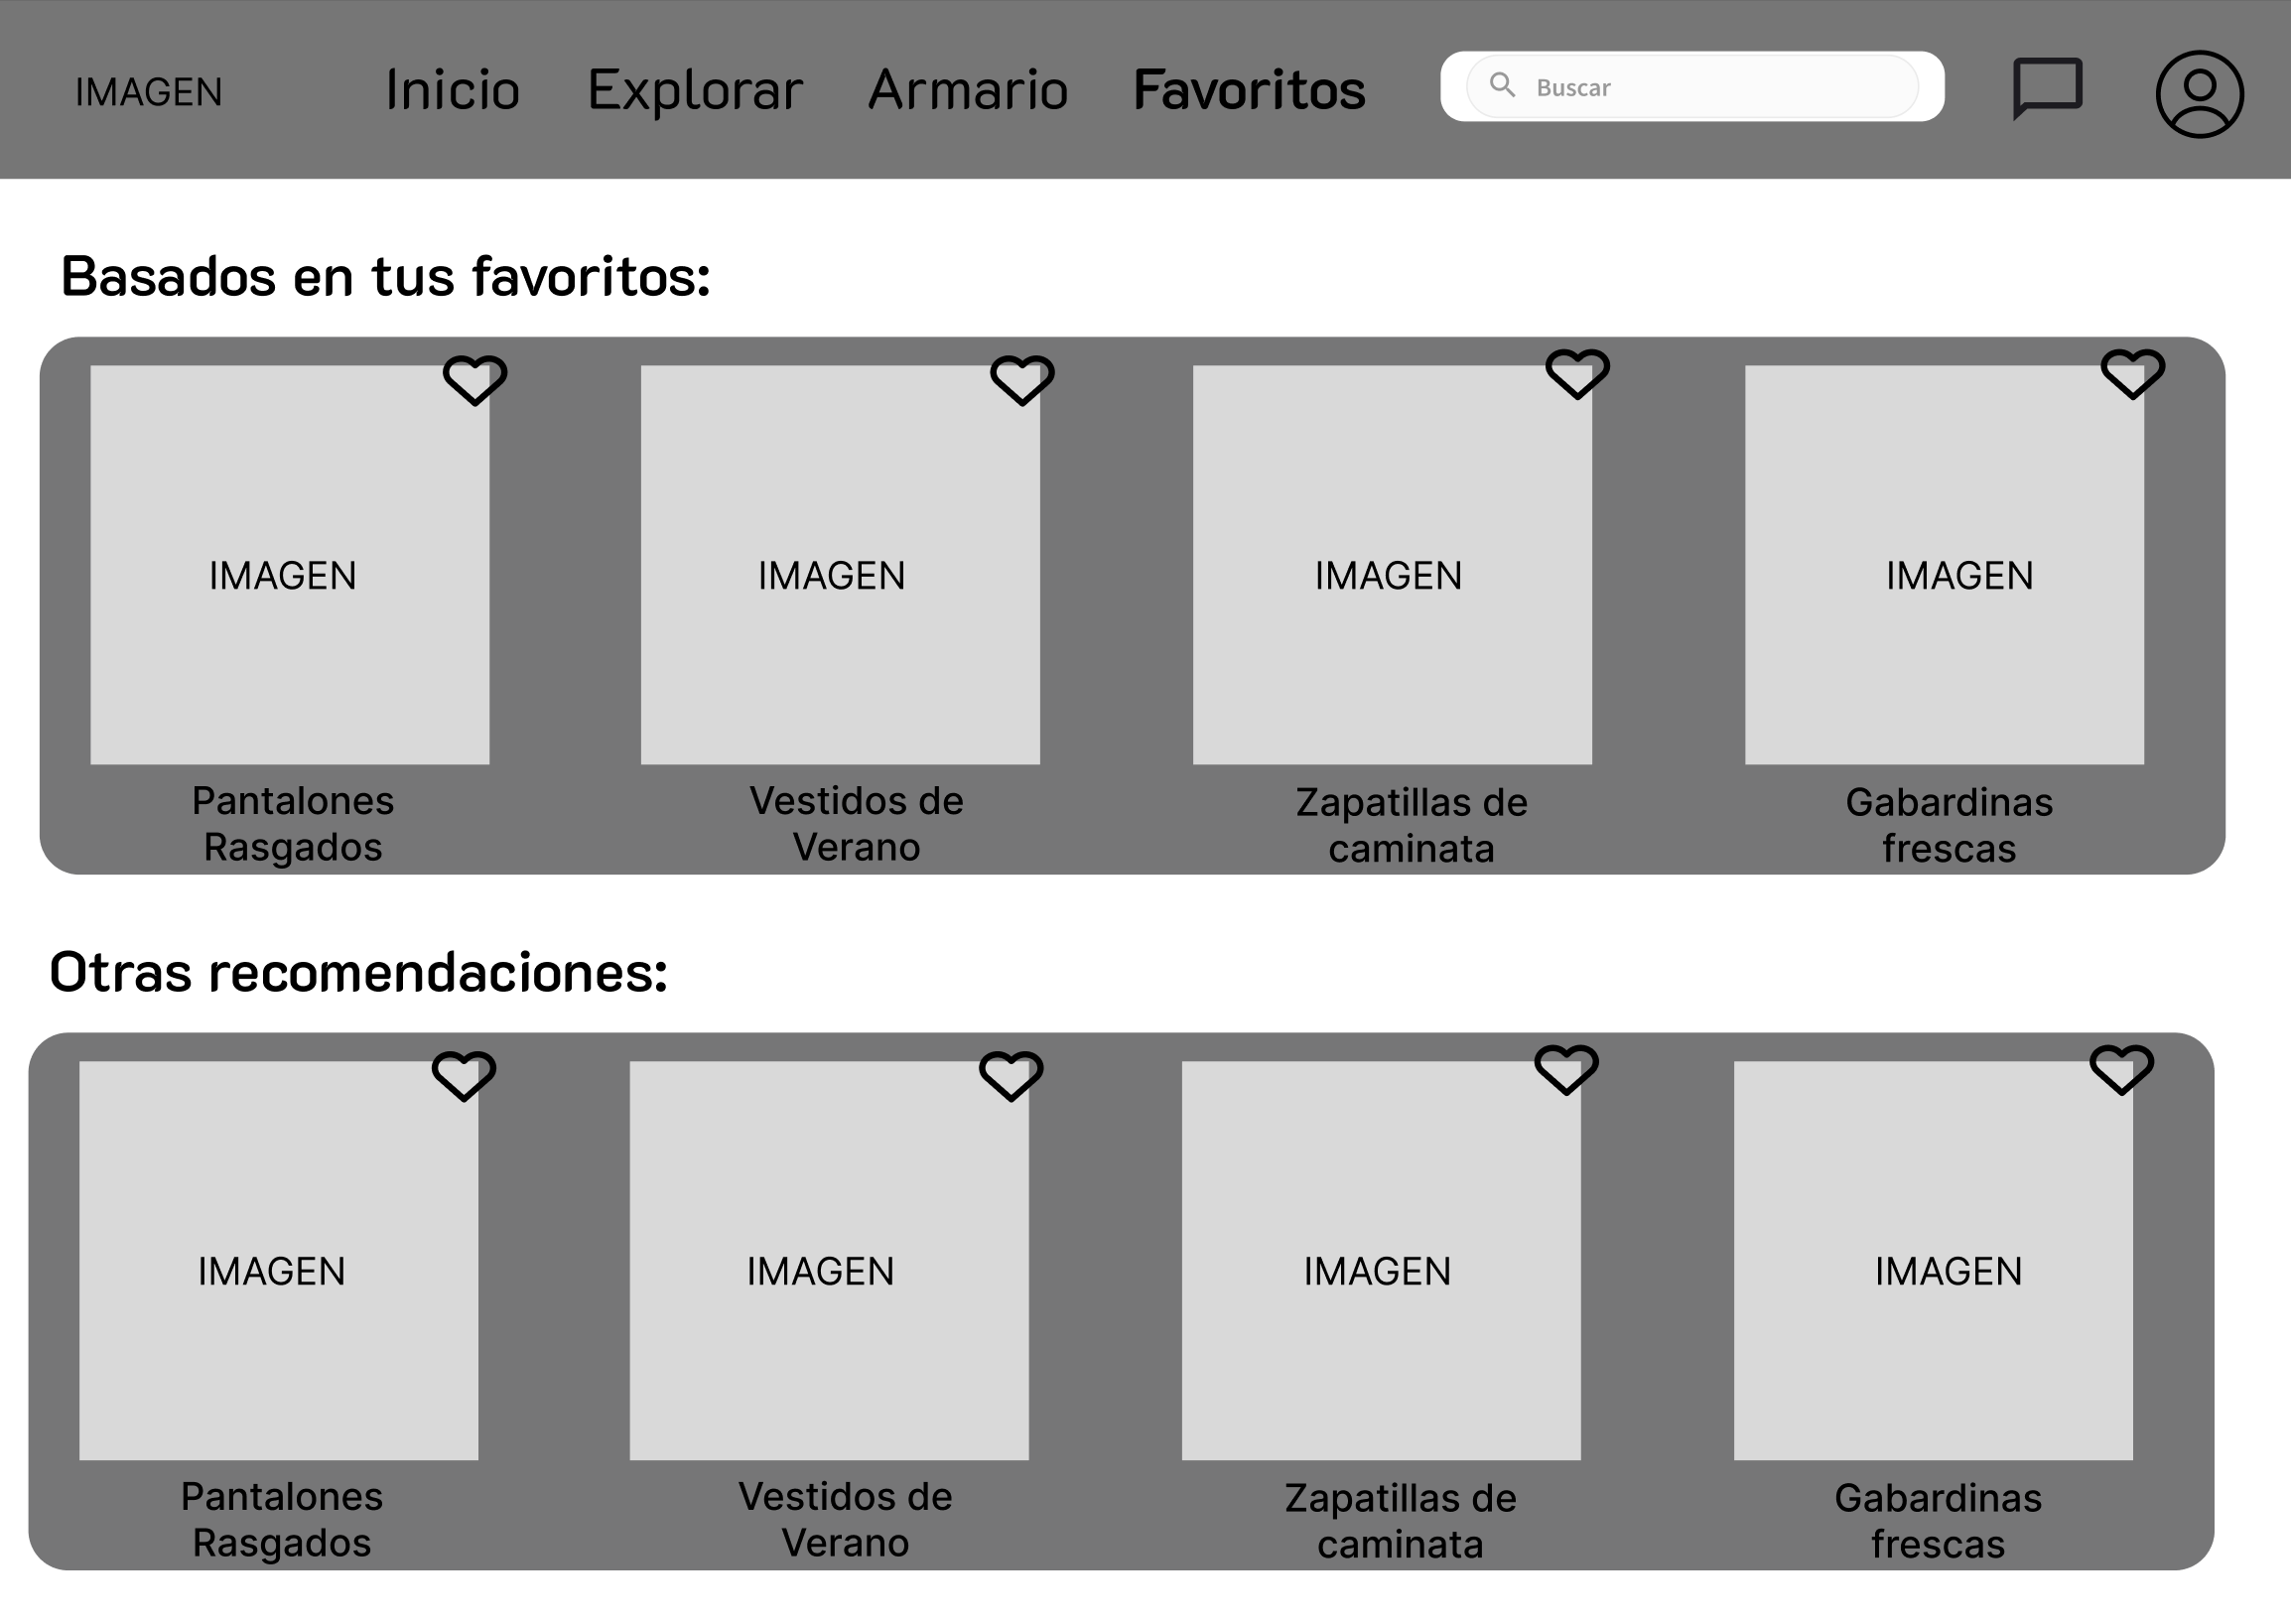 IMAGEN Inicio Explorar Armario Favoritos Buscar
Basados en tus favoritos:
IMAGEN IMAGEN IMAGEN IMAGEN
Pantalones Vestidos de Zapatillas de Gabardinas
Rasgados Verano caminata frescas
Otras recomendaciones:
IMAGEN IMAGEN IMAGEN IMAGEN
Pantalones Vestidos de Zapatillas de Gabardinas
Rasgados Verano caminata frescas